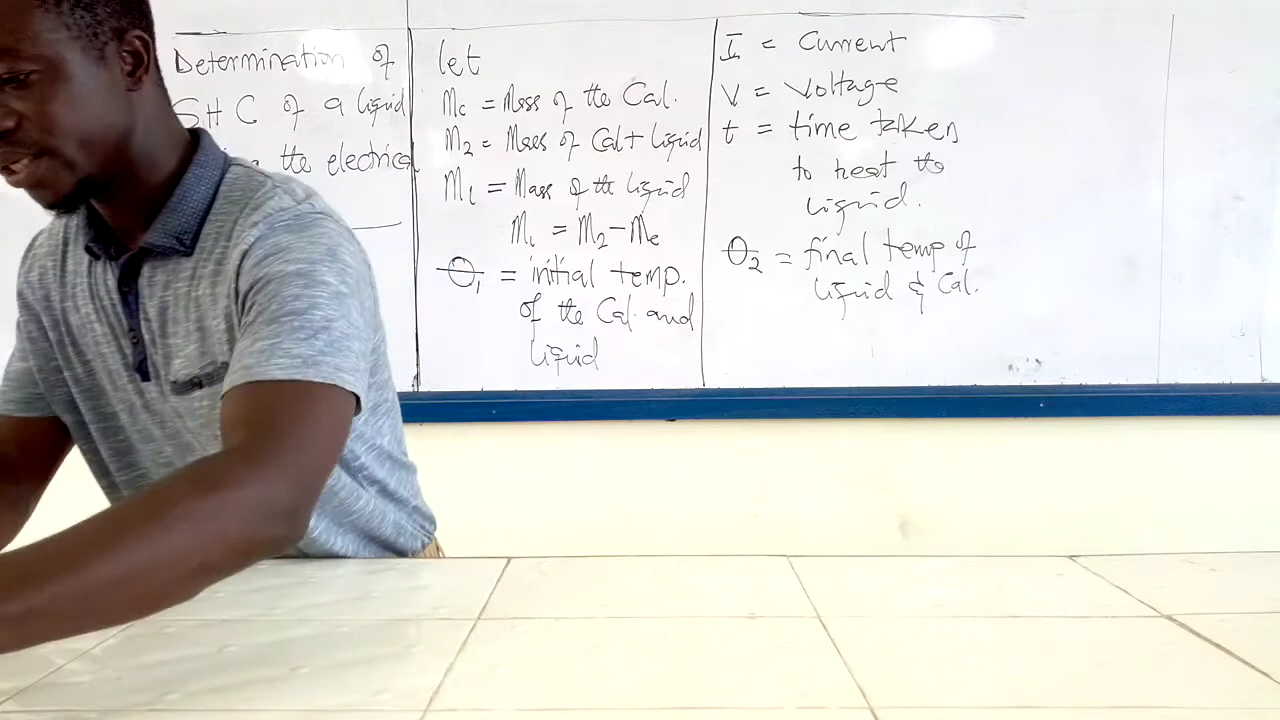 Determination of
SHC of a liquid
the electrical
let
Mc = Mass of the Cal.
M2 = Mass of Cal + liquid
Ml = Mass of the liquid
Ml = M2 - Mc
θ1 = initial temp.
of the Cal. and
liquid
I = Current
V = Voltage
t = time taken
to heat the
liquid.
θ2 = final temp of
liquid & Cal.